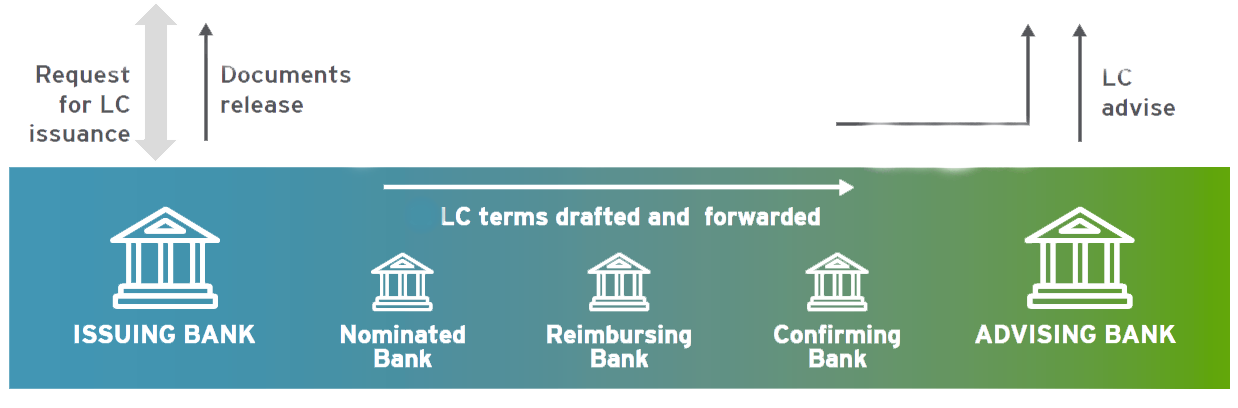 Request
for LC
issuance
Documents
release
LC
advise
LC terms drafted and forwarded
ISSUING BANK
Nominated
Bank
Reimbursing
Bank
Confirming
Bank
ADVISING BANK